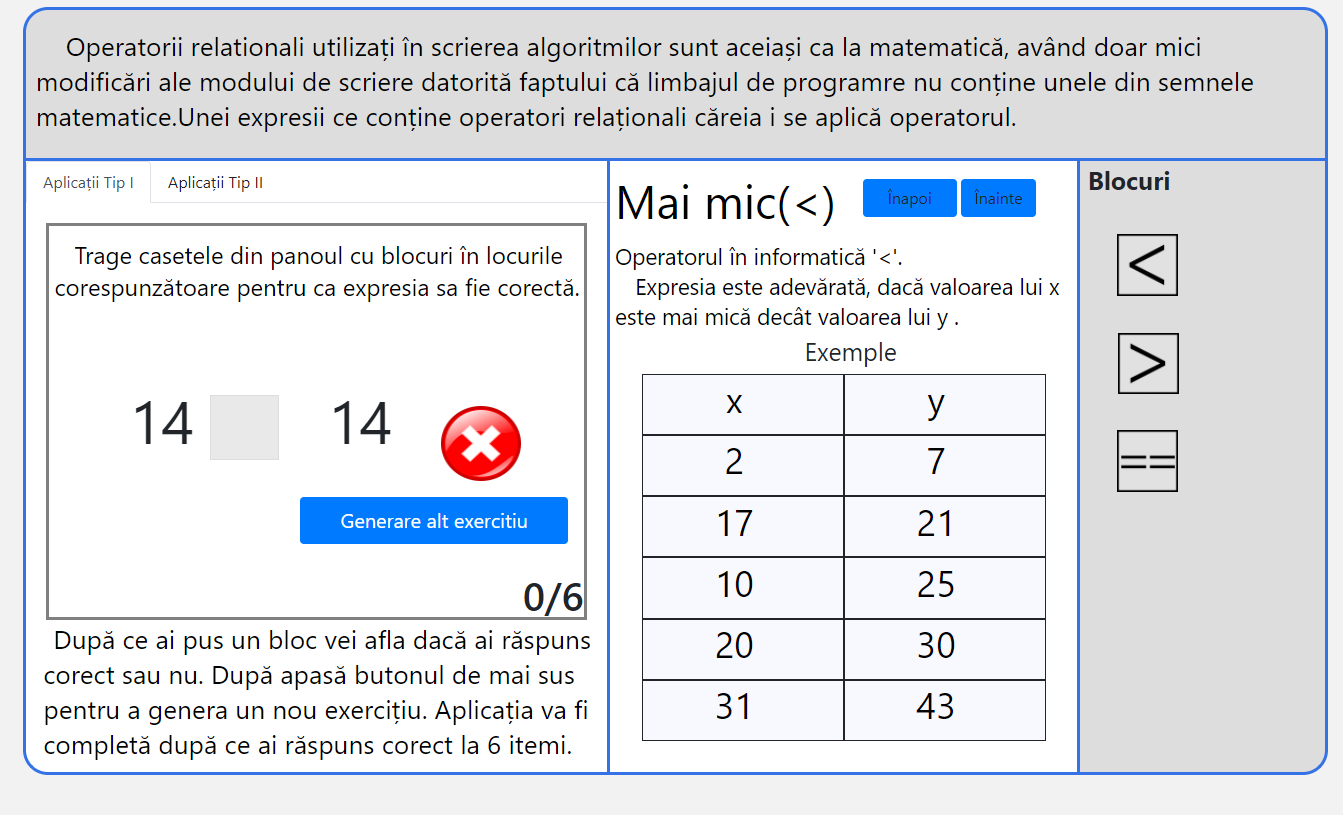 Operatorii relationali utilizați în scrierea algoritmilor sunt aceiași ca la matematică, având doar mici
modificări ale modului de scriere datorită faptului că limbajul de programre nu conține unele din semnele
matematice.Unei expresii ce conține operatori relaționali căreia i se aplică operatorul.
Aplicații Tip I
Aplicații Tip II
Trage casetele din panoul cu blocuri în locurile
corespunzătoare pentru ca expresia sa fie corectă.
14 14
Generare alt exercitiu
0/6
După ce ai pus un bloc vei afla dacă ai răspuns
corect sau nu. După apasă butonul de mai sus
pentru a genera un nou exercițiu. Aplicația va fi
completă după ce ai răspuns corect la 6 itemi.
Mai mic(<)
Înapoi
Înainte
Operatorul în informatică '<'.
Expresia este adevărată, dacă valoarea lui x
este mai mică decât valoarea lui y .
Exemple
x y
2 7
17 21
10 25
20 30
31 43
Blocuri
<
>
==